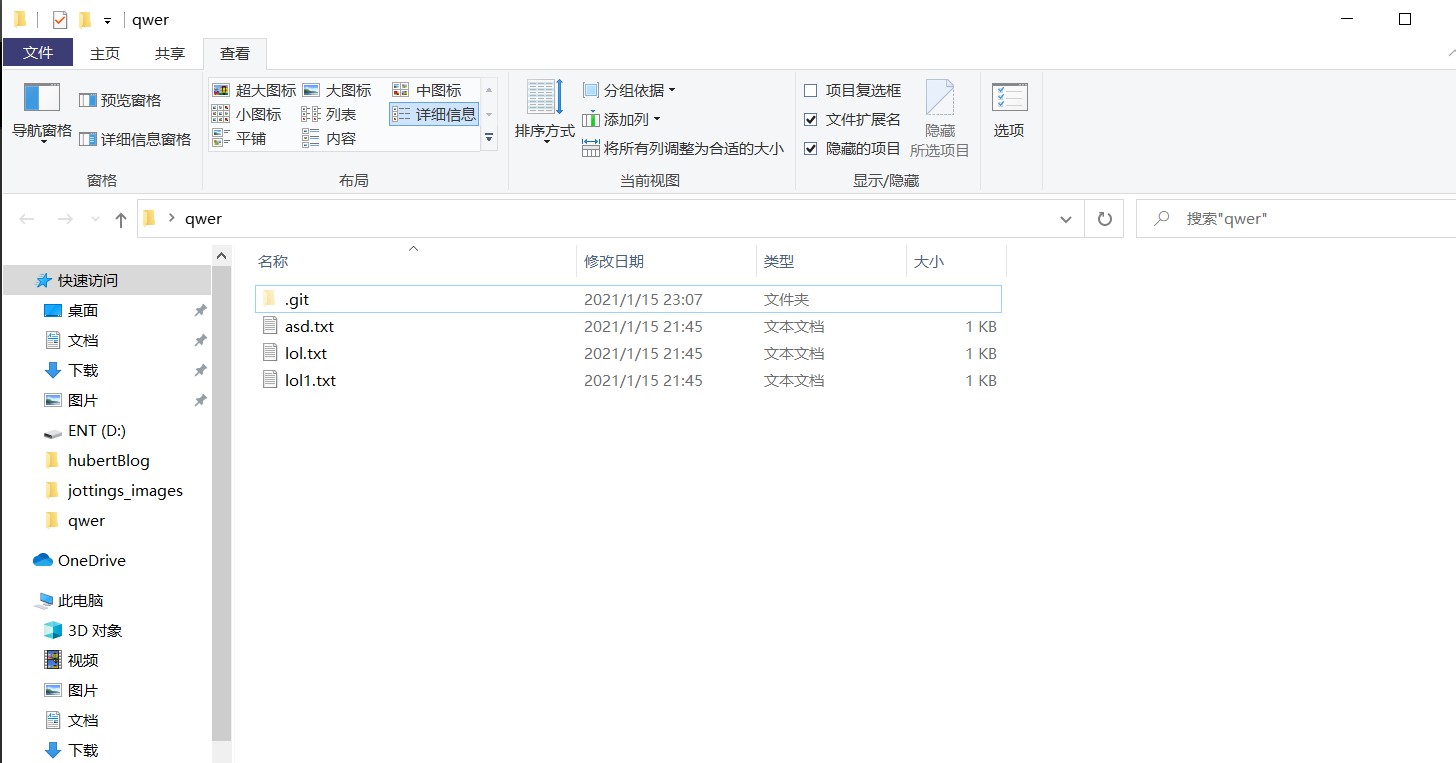 qwer
文件 主页 共享 查看
导航窗格
预览窗格
详细信息窗格
窗格
超大图标 大图标 中图标
小图标 列表 详细信息
平铺 内容
布局
排序方式
分组依据
添加列
将所有列调整为合适的大小
当前视图
项目复选框
文件扩展名
隐藏的项目
隐藏
所选项目
显示/隐藏
选项
qwer
搜索"qwer"
快速访问
桌面
文档
下载
图片
ENT (D:)
hubertBlog
jottings_images
qwer
OneDrive
此电脑
3D 对象
视频
图片
文档
下载
名称 修改日期 类型 大小
.git 2021/1/15 23:07 文件夹
asd.txt 2021/1/15 21:45 文本文档 1 KB
lol.txt 2021/1/15 21:45 文本文档 1 KB
lol1.txt 2021/1/15 21:45 文本文档 1 KB